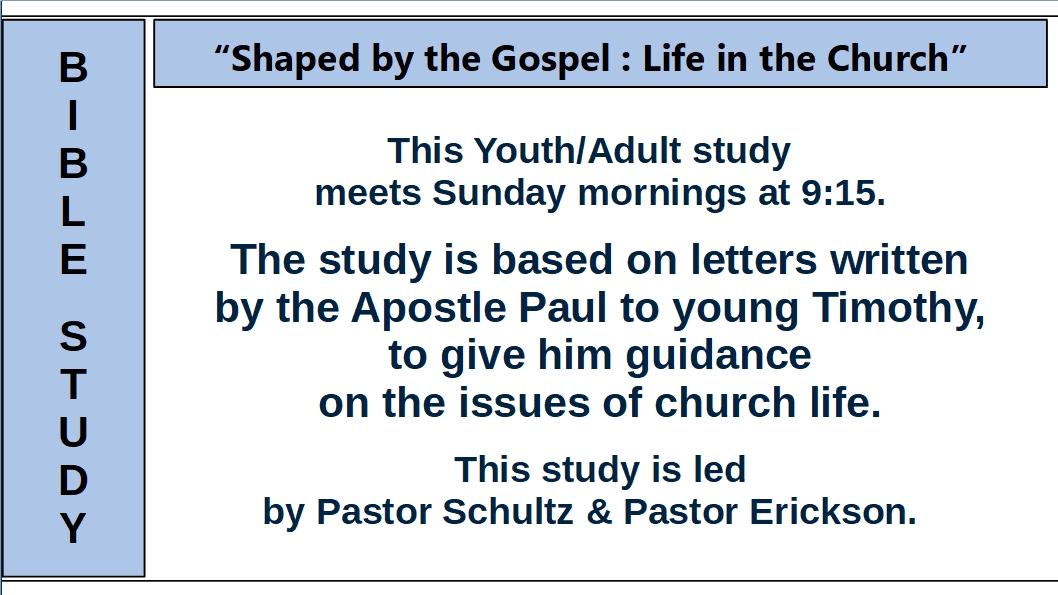 BIBLE STUDY
“Shaped by the Gospel : Life in the Church”
This Youth/Adult study
meets Sunday mornings at 9:15.
The study is based on letters written
by the Apostle Paul to young Timothy,
to give him guidance
on the issues of church life.
This study is led
by Pastor Schultz & Pastor Erickson.